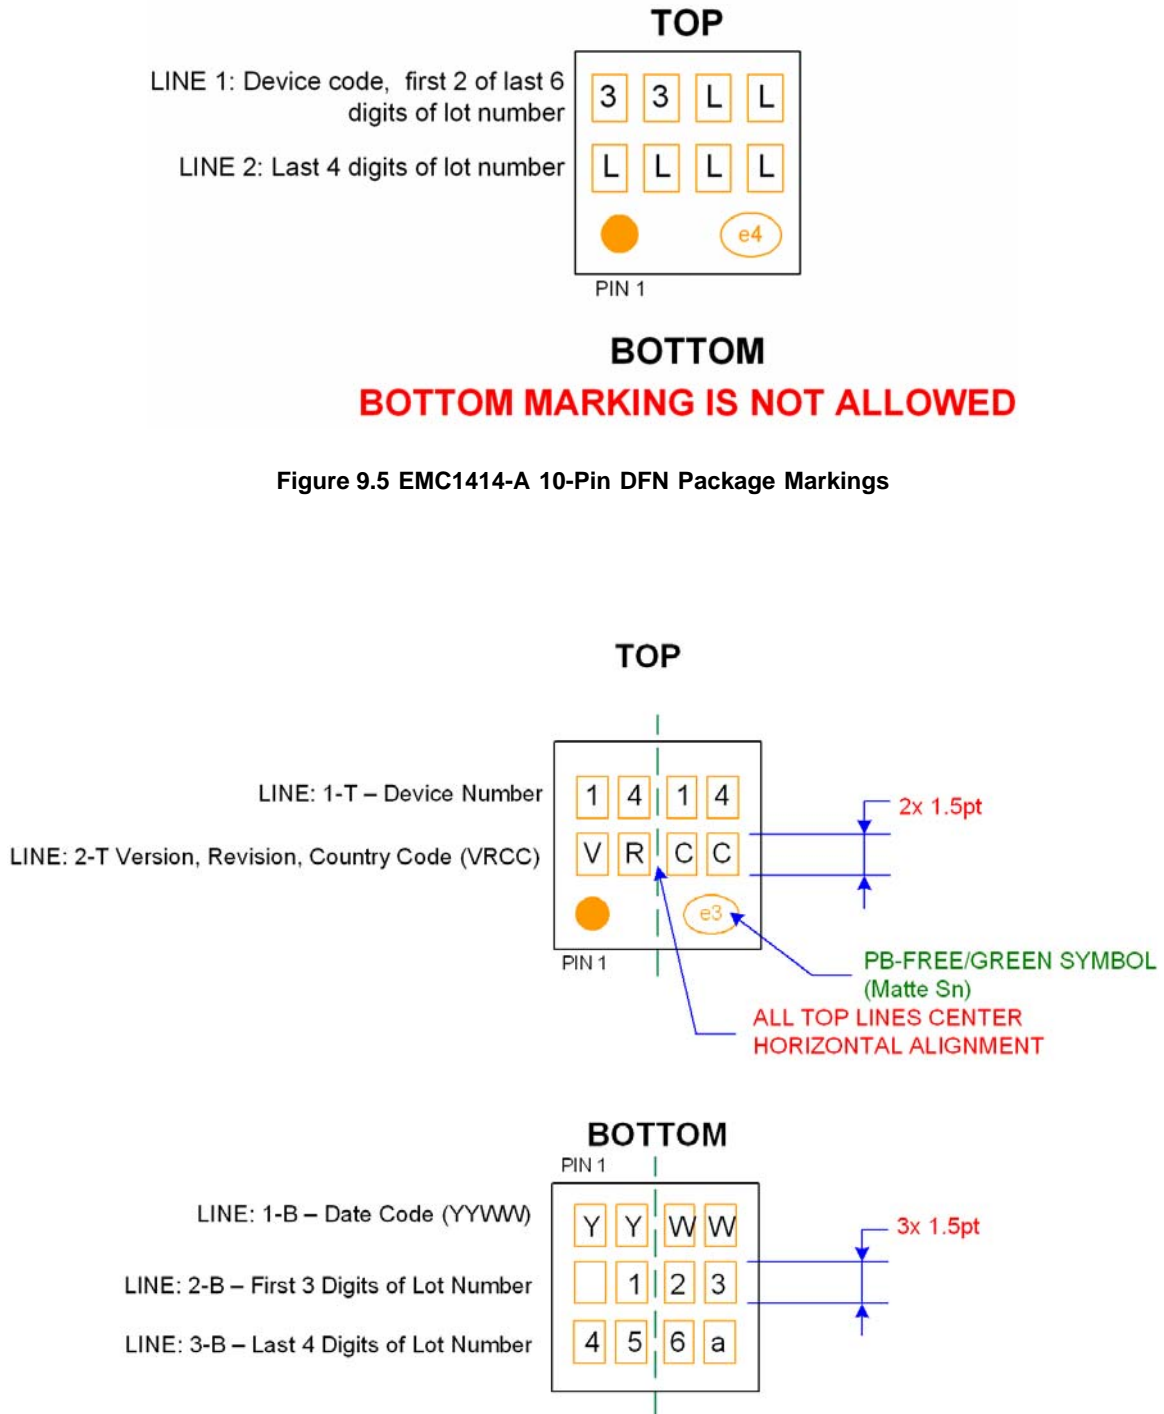 TOP
LINE 1: Device code, first 2 of last 6
digits of lot number
3 3 L L
LINE 2: Last 4 digits of lot number
L L L L
e4
PIN 1
BOTTOM
BOTTOM MARKING IS NOT ALLOWED
Figure 9.5 EMC1414-A 10-Pin DFN Package Markings
TOP
LINE: 1-T – Device Number
1 4 1 4
2x 1.5pt
LINE: 2-T Version, Revision, Country Code (VRCC)
V R C C
e3
PIN 1
PB-FREE/GREEN SYMBOL
(Matte Sn)
ALL TOP LINES CENTER
HORIZONTAL ALIGNMENT
BOTTOM
PIN 1
LINE: 1-B – Date Code (YYWW)
Y Y W W
3x 1.5pt
LINE: 2-B – First 3 Digits of Lot Number
1 2 3
LINE: 3-B – Last 4 Digits of Lot Number
4 5 6 a